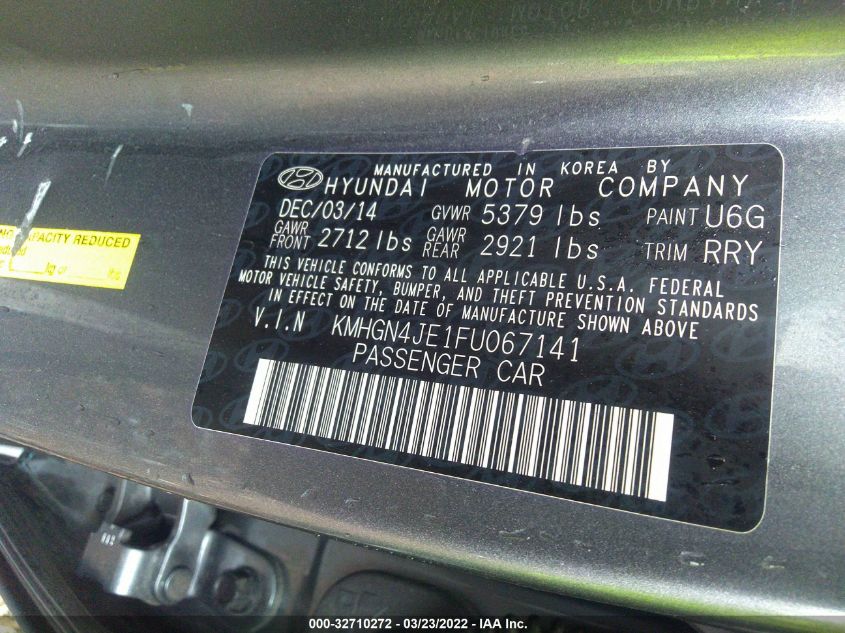 MANUFACTURED IN KOREA BY
HYUNDAI MOTOR COMPANY
DEC/03/14 GVWR 5379 lbs PAINT U6G
GAWR FRONT 2712 lbs GAWR REAR 2921 lbs TRIM RRY
THIS VEHICLE CONFORMS TO ALL APPLICABLE U.S.A. FEDERAL
MOTOR VEHICLE SAFETY, BUMPER, AND THEFT PREVENTION STANDARDS
IN EFFECT ON THE DATE OF MANUFACTURE SHOWN ABOVE
V.I.N KMHGN4JE1FU067141
PASSENGER CAR
CAPACITY REDUCED
kg or
000-32710272 - 03/23/2022 - IAA Inc.